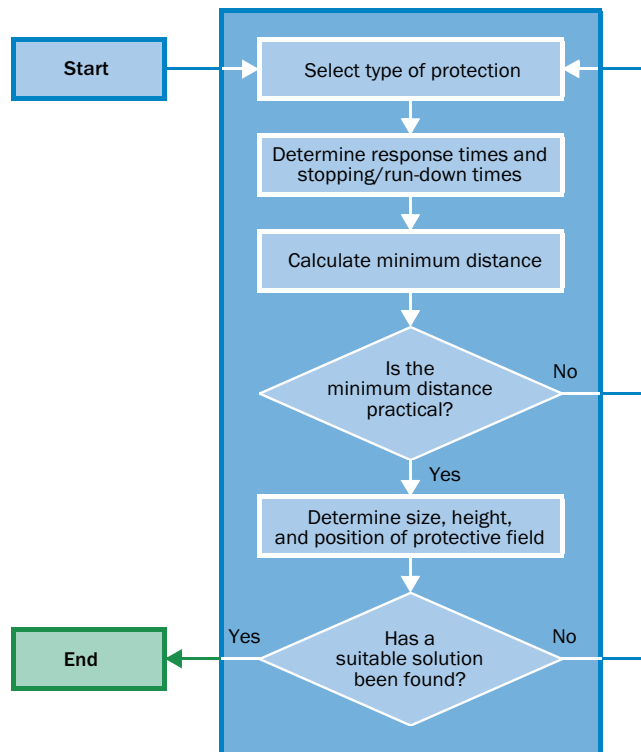 Start
Select type of protection
Determine response times and
stopping/run-down times
Calculate minimum distance
Is the
minimum distance
practical?
No
Yes
Determine size, height,
and position of protective field
Has a
suitable solution
been found?
Yes
No
End